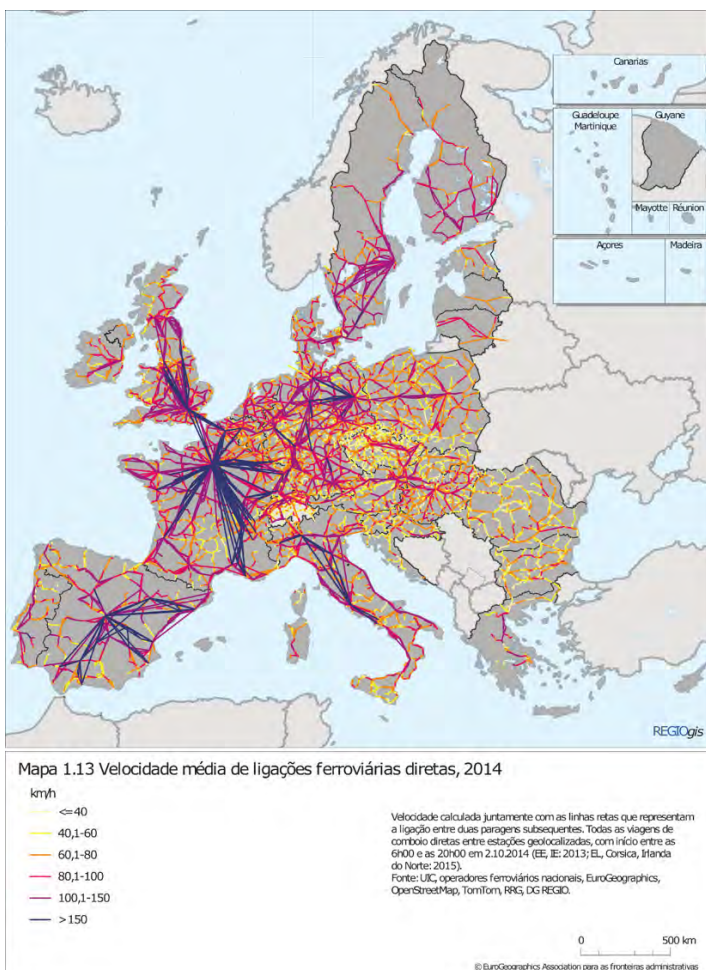 Canarias
Guadeloupe
Martinique
Guyane
Mayotte
Réunion
Açores
Madeira
REGIOgis
Mapa 1.13 Velocidade média de ligações ferroviárias diretas, 2014
km/h
<=40
40,1-60
60,1-80
80,1-100
100,1-150
>150
Velocidade calculada juntamente com as linhas retas que representam
a ligação entre duas paragens subsequentes. Todas as viagens de
comboio diretas entre estações geolocalizadas, com início entre as
6h00 e as 20h00 em 2.10.2014 (EE, IE: 2013; EL, Corsica, Irlanda
do Norte: 2015).
Fonte: UIC, operadores ferroviários nacionais, EuroGeographics,
OpenStreetMap, TomTom, RRG, DG REGIO.
0 500 km
© EuroGeographics Association para as fronteiras administrativas